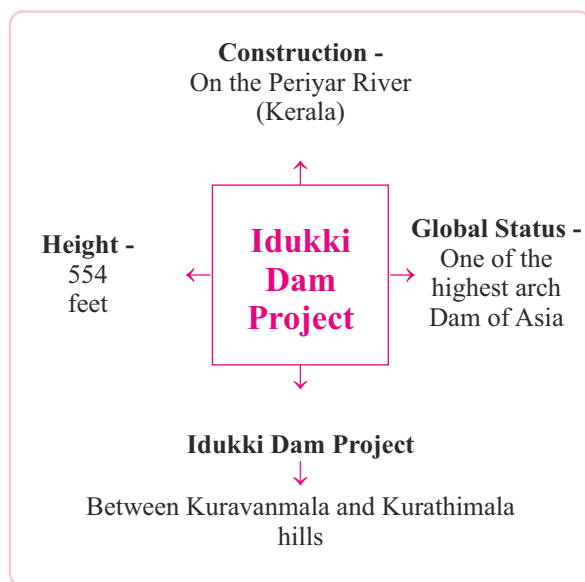 Construction -
On the Periyar River
(Kerala)
Height -
554
feet
Idukki
Dam
Project
Global Status -
One of the
highest arch
Dam of Asia
Idukki Dam Project
Between Kuravanmala and Kurathimala
hills